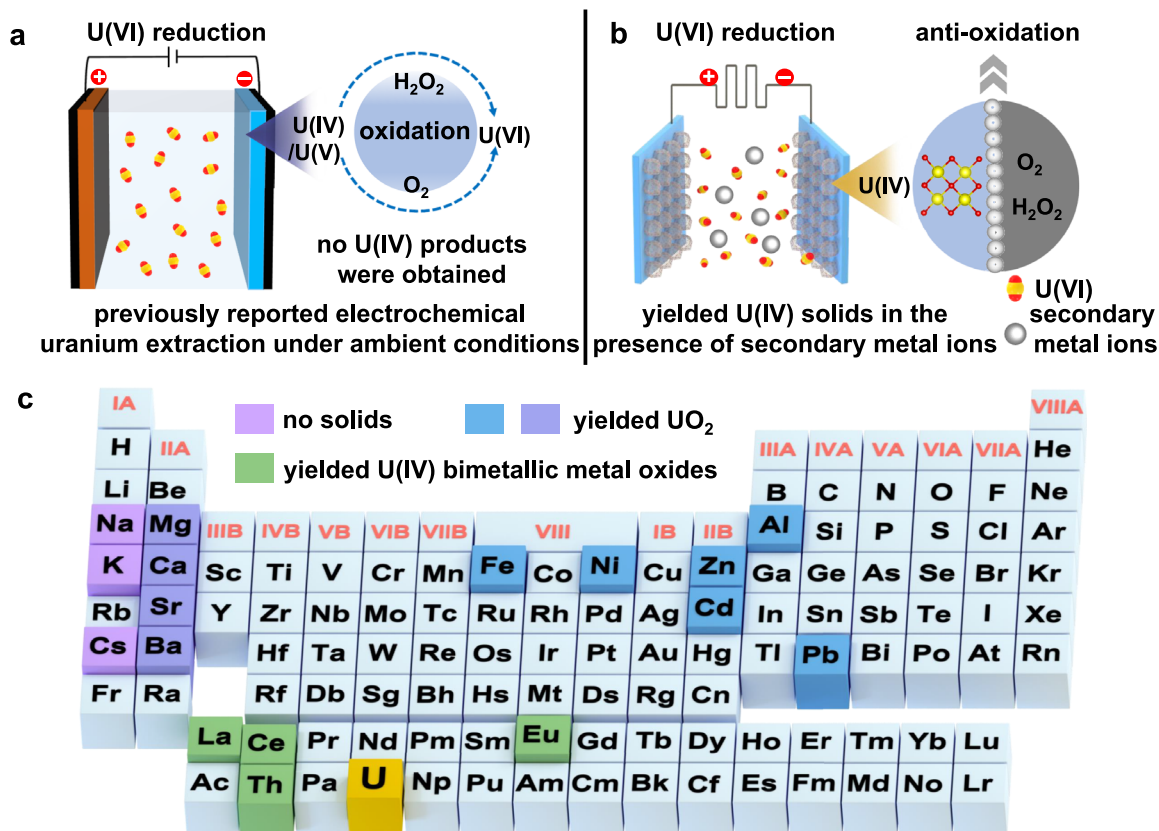 a
U(VI) reduction
+
−
U(IV)
/U(V)
H2O2
oxidation
O2
U(VI)
no U(IV) products
were obtained
previously reported electrochemical
uranium extraction under ambient conditions
b
U(VI) reduction
anti-oxidation
+
−
U(IV)
O2
H2O2
U(VI)
secondary
metal ions
yielded U(IV) solids in the
presence of secondary metal ions
c
no solids
yielded UO2
yielded U(IV) bimetallic metal oxides
IA VIIIA
H IIA IIIA IVA VA VIA VIIA He
Li Be B C N O F Ne
Na Mg IIIB IVB VB VIB VIIB VIII IB IIB Al Si P S Cl Ar
K Ca Sc Ti V Cr Mn Fe Co Ni Cu Zn Ga Ge As Se Br Kr
Rb Sr Y Zr Nb Mo Tc Ru Rh Pd Ag Cd In Sn Sb Te I Xe
Cs Ba Hf Ta W Re Os Ir Pt Au Hg Tl Pb Bi Po At Rn
Fr Ra Rf Db Sg Bh Hs Mt Ds Rg Cn
La Ce Pr Nd Pm Sm Eu Gd Tb Dy Ho Er Tm Yb Lu
Ac Th Pa U Np Pu Am Cm Bk Cf Es Fm Md No Lr